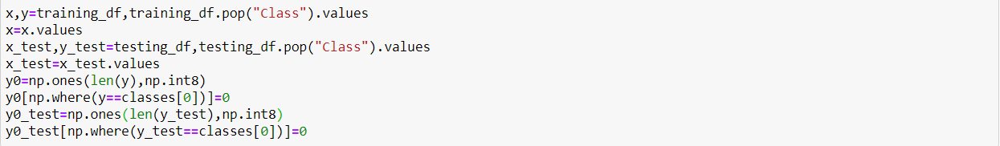 x,y=training_df,training_df.pop("Class").values
x=x.values
x_test,y_test=testing_df,testing_df.pop("Class").values
x_test=x_test.values
y0=np.ones(len(y),np.int8)
y0[np.where(y==classes[0])]=0
y0_test=np.ones(len(y_test),np.int8)
y0_test[np.where(y_test==classes[0])]=0